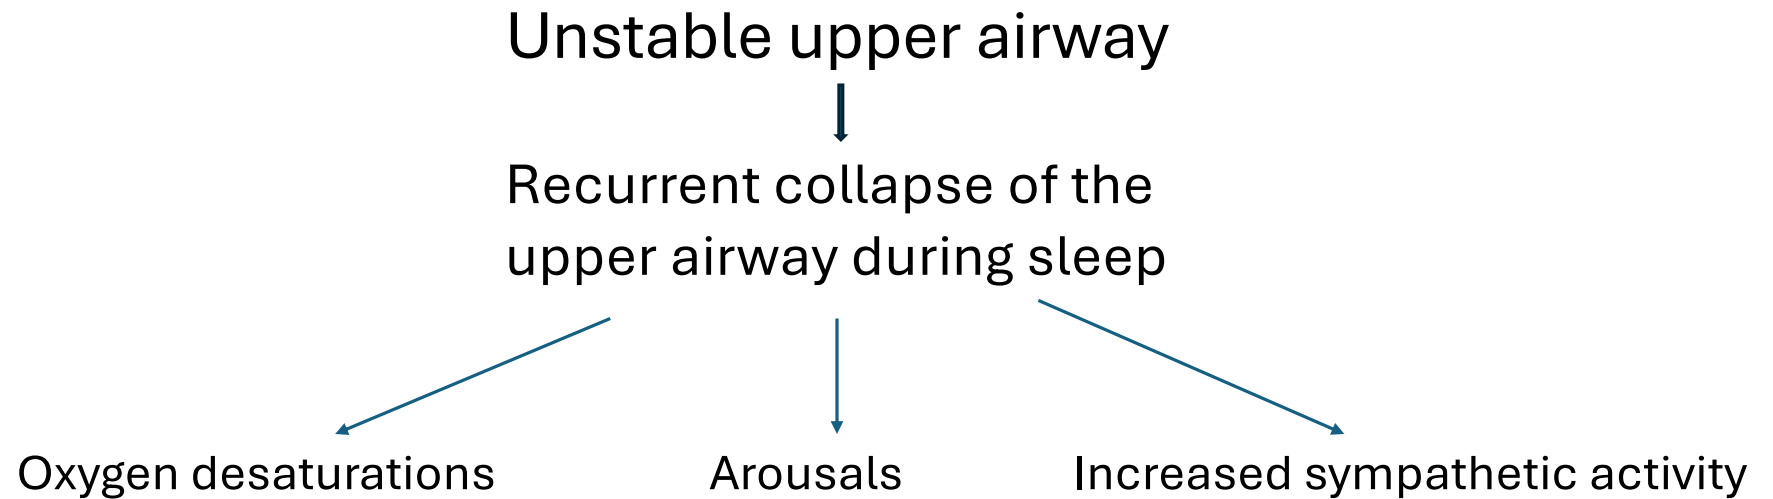 Unstable upper airway
Recurrent collapse of the
upper airway during sleep
Oxygen desaturations
Arousals
Increased sympathetic activity